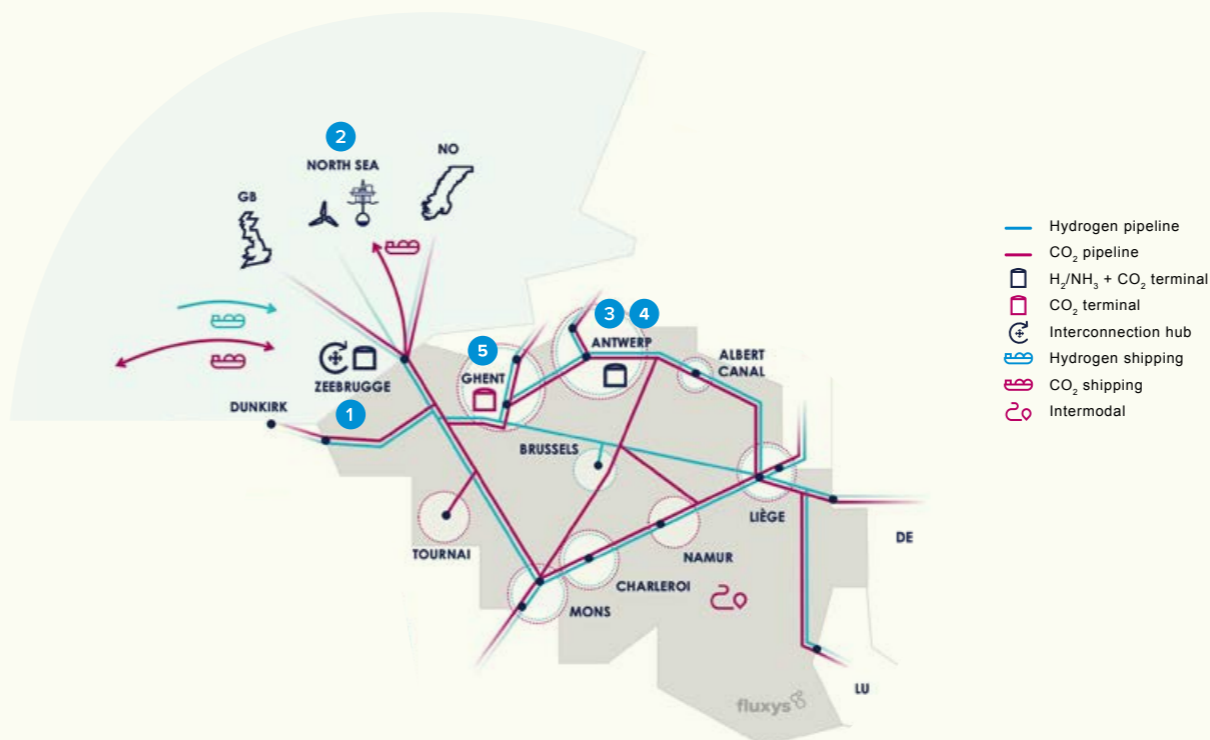 2
NORTH SEA
NO
GB
3
4
ANTWERP
5
GHENT
ALBERT
CANAL
ZEEBRUGGE
DUNKIRK
1
BRUSSELS
LIÈGE
TOURNAI
NAMUR
DE
CHARLEROI
MONS
LU
fluxys
Hydrogen pipeline
CO₂ pipeline
H₂/NH₃ + CO₂ terminal
CO₂ terminal
Interconnection hub
Hydrogen shipping
CO₂ shipping
Intermodal